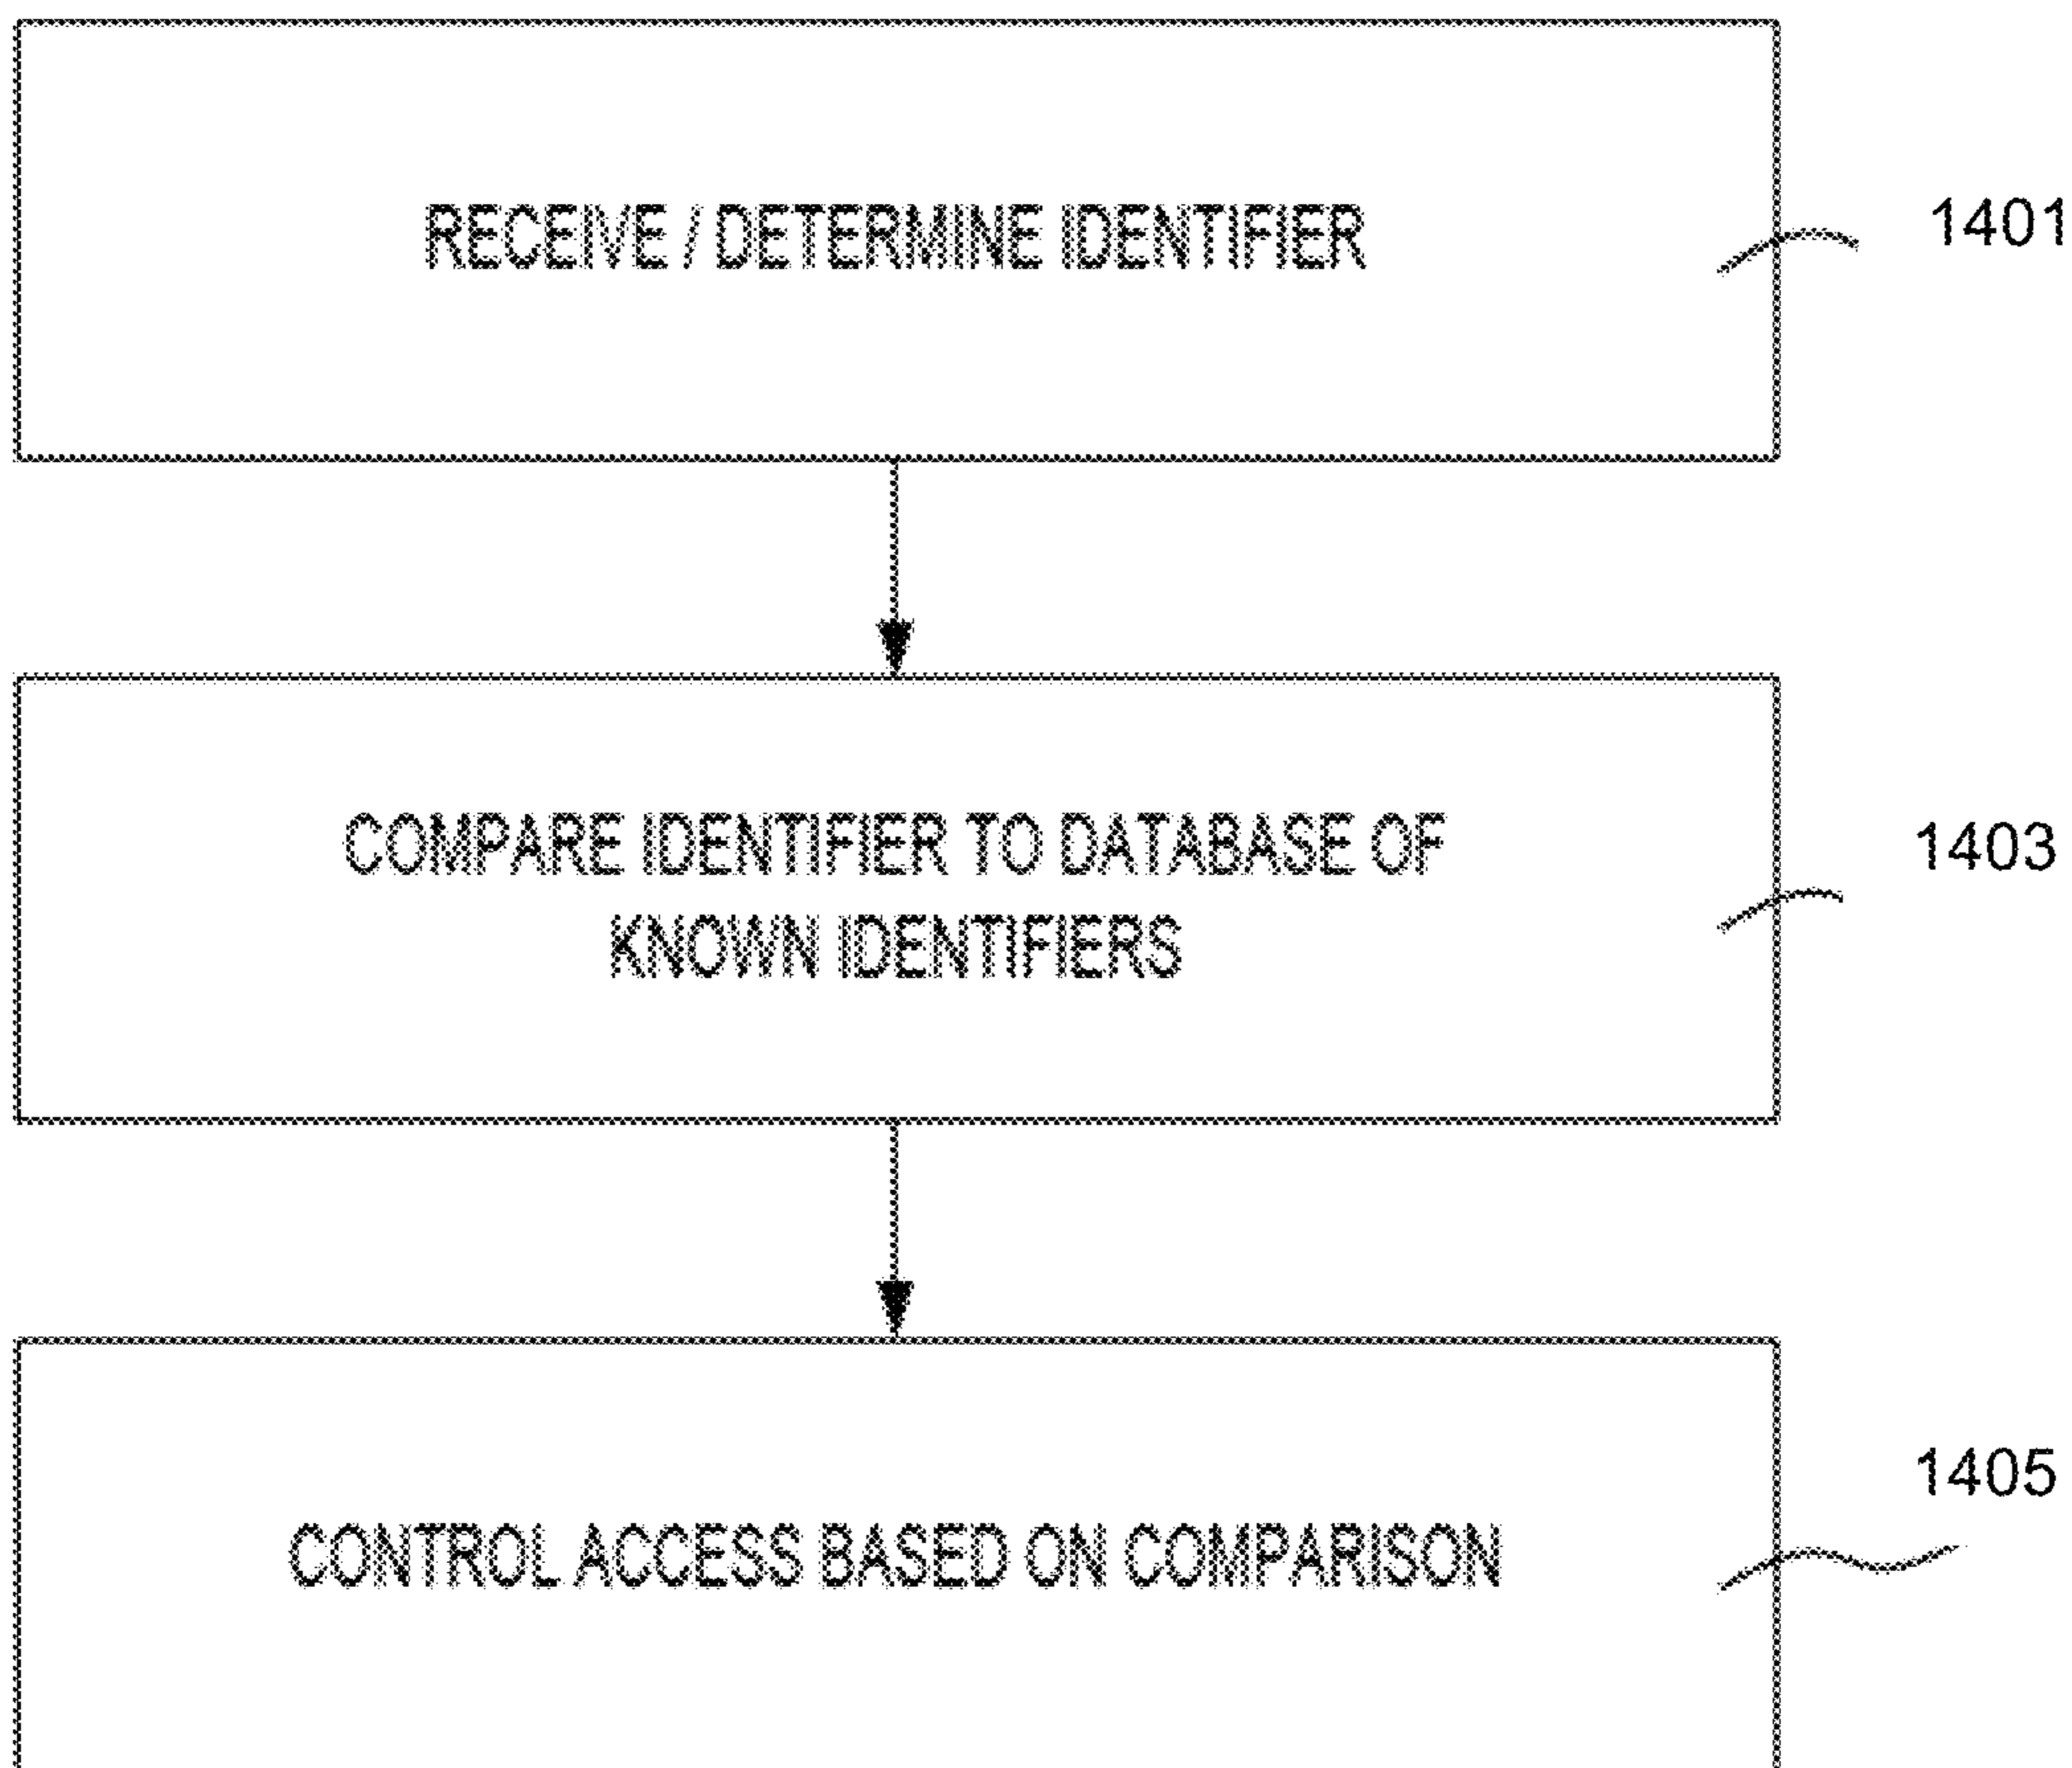 RECEIVE / DETERMINE IDENTIFIER
1401
COMPARE IDENTIFIER TO DATABASE OF
KNOWN IDENTIFIERS
1403
CONTROL ACCESS BASED ON COMPARISON
1405